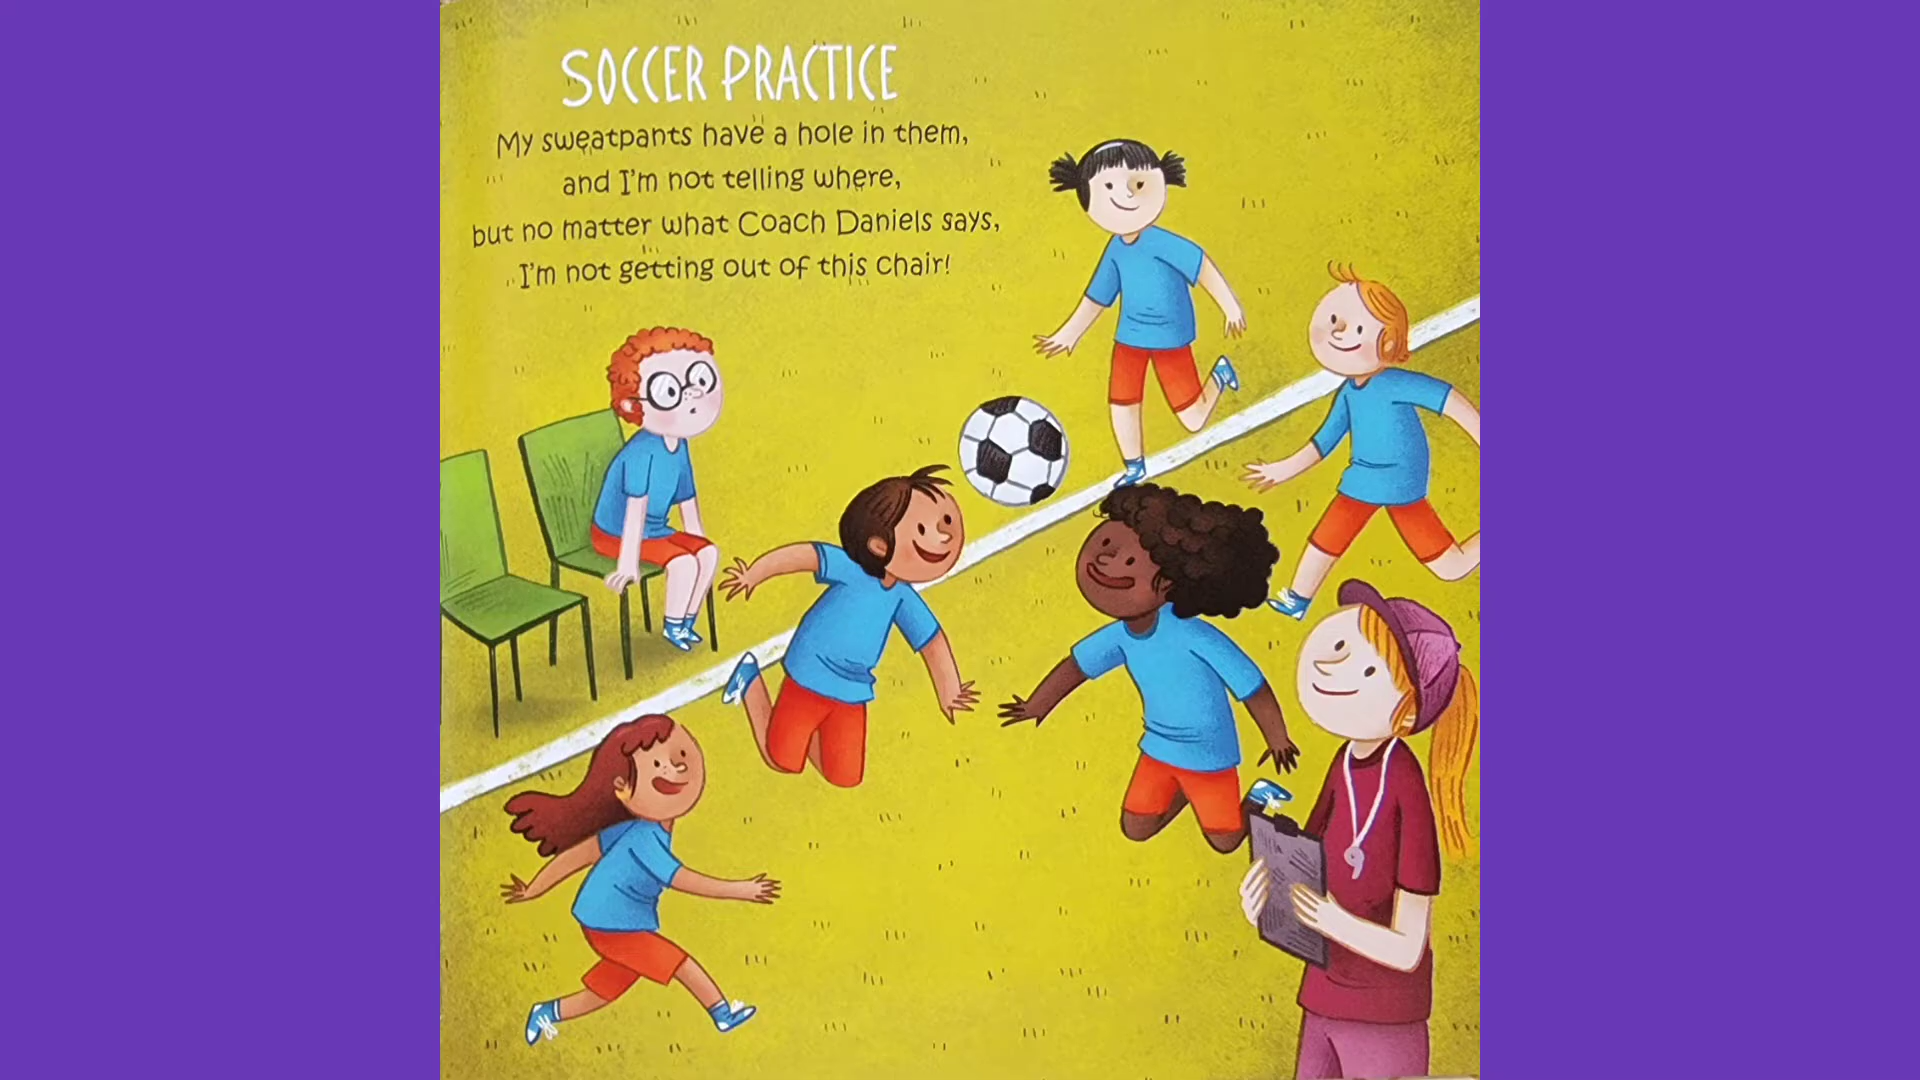 SOCCER PRACTICE
My sweatpants have a hole in them,
and I'm not telling where,
but no matter what Coach Daniels says,
I'm not getting out of this chair!